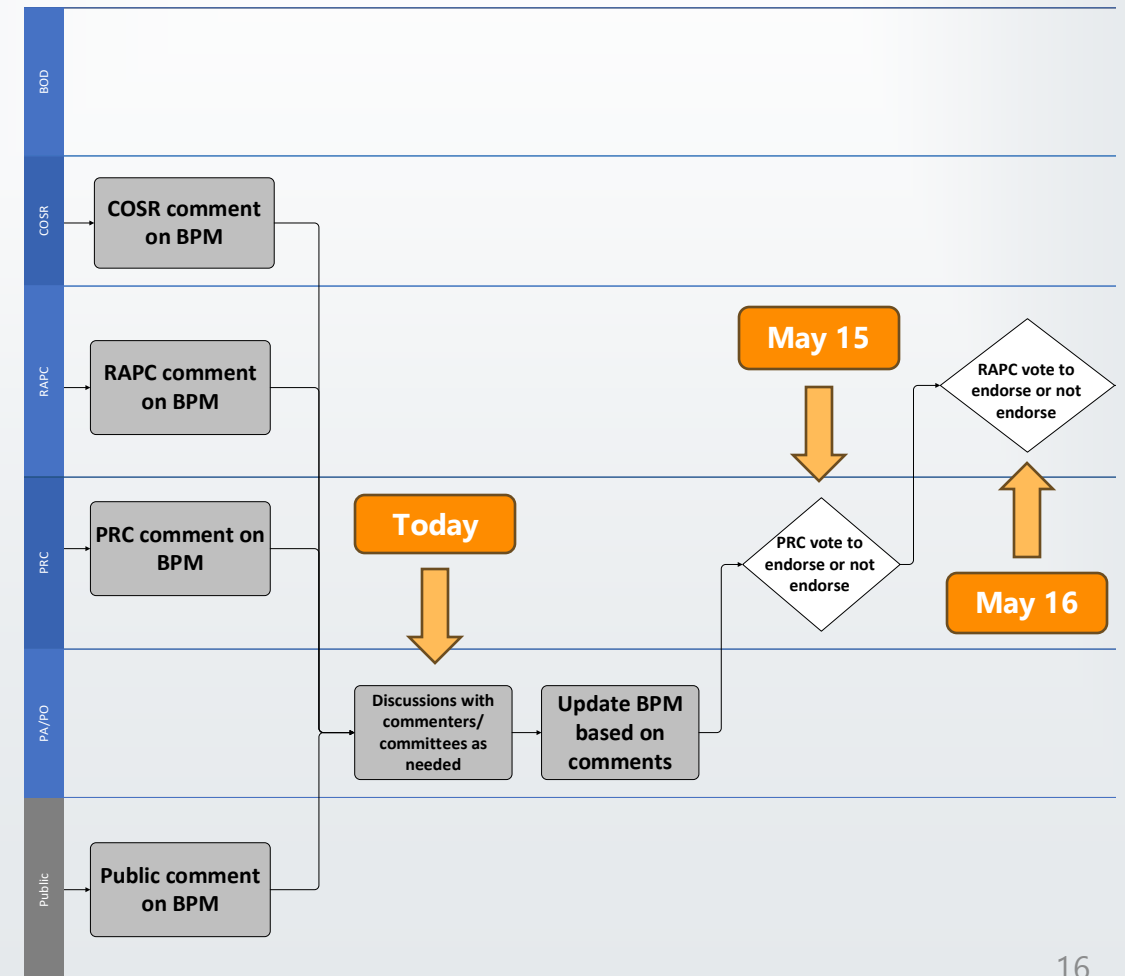 BOD
COSR
COSR comment
on BPM
RAPC
RAPC comment
on BPM
May 15
RAPC vote to
endorse or not
endorse
PRC
PRC comment on
BPM
Today
PRC vote to
endorse or not
endorse
May 16
PA/PO
Discussions with
commenters/
committees as
needed
Update BPM
based on
comments
Public
Public comment
on BPM
16